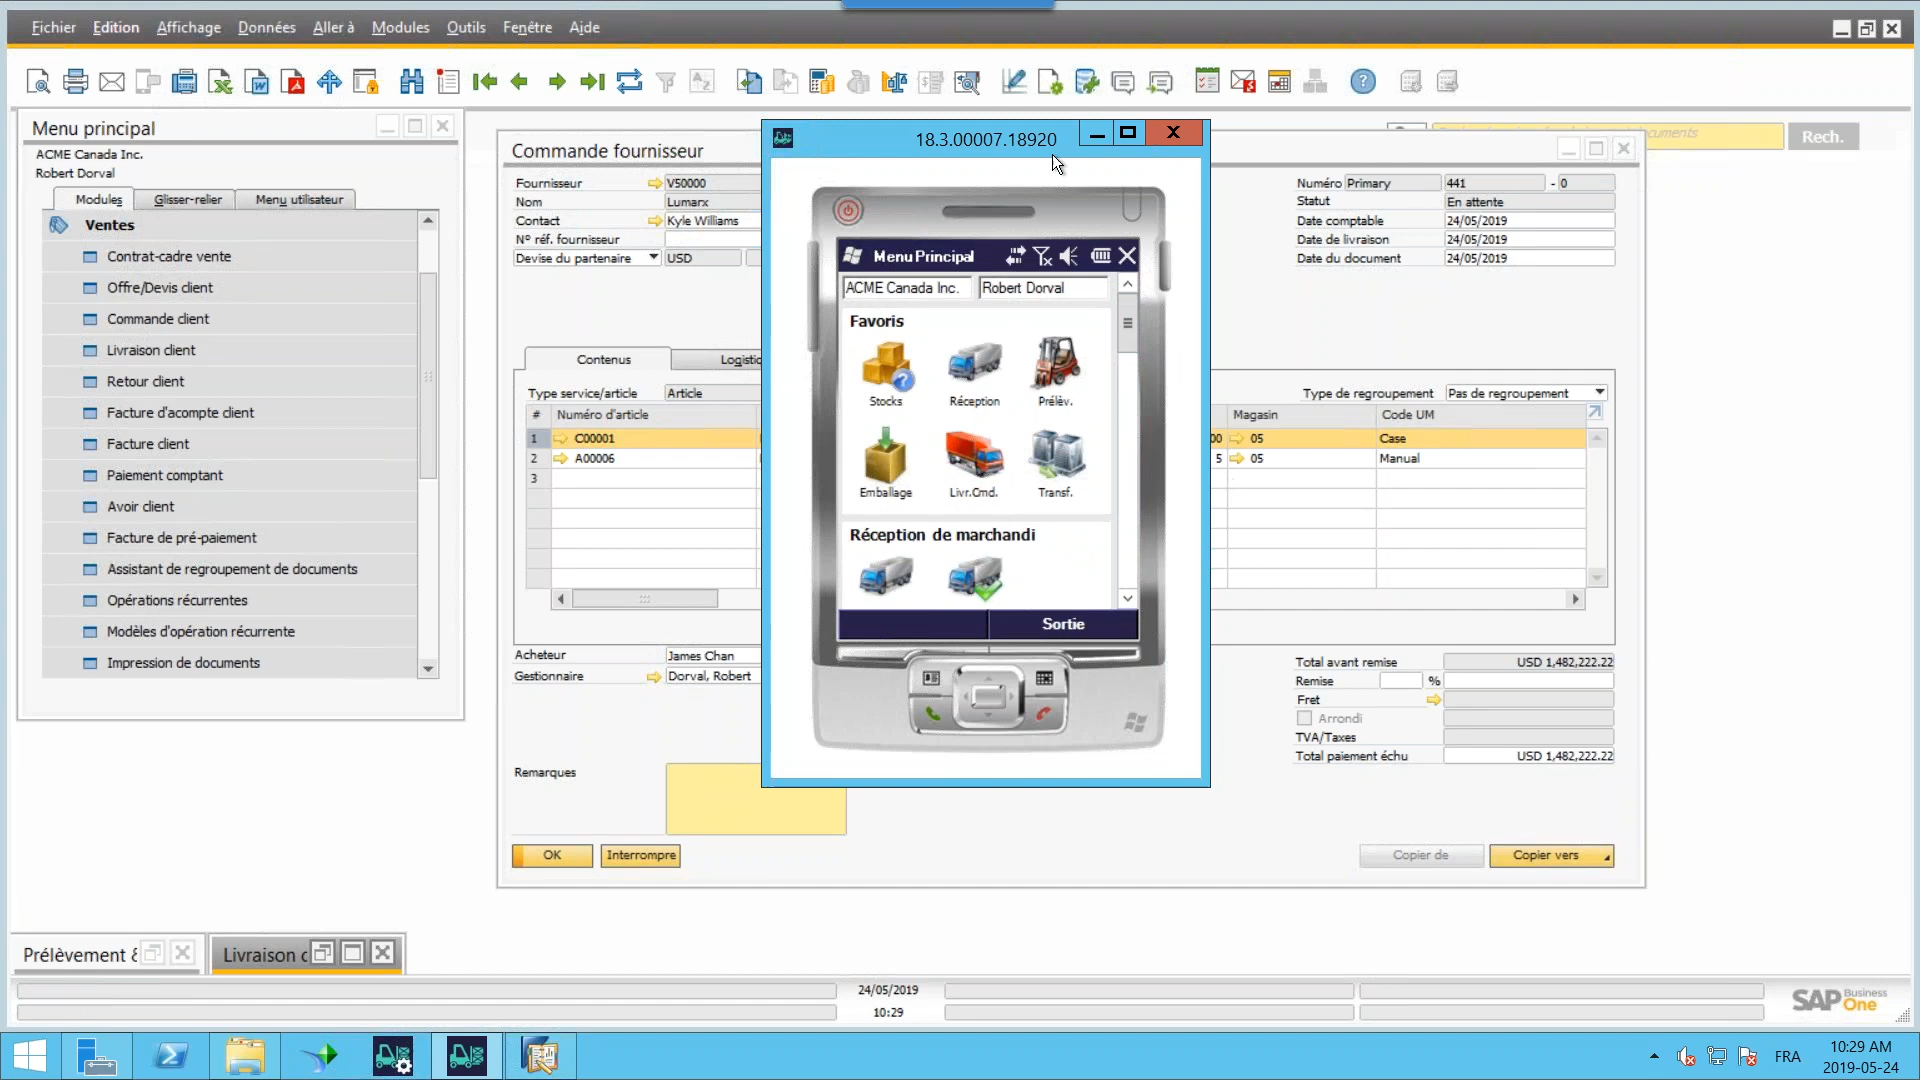 Fichier Edition Affichage Données Aller à Modules Outils Fenêtre Aide
Menu principal
ACME Canada Inc.
Robert Dorval
Modules Glisser-relier Menu utilisateur
Ventes
Contrat-cadre vente
Offre/Devis client
Commande client
Livraison client
Retour client
Facture d'acompte client
Facture client
Paiement comptant
Avoir client
Facture de pré-paiement
Assistant de regroupement de documents
Opérations récurrentes
Modèles d'opération récurrente
Impression de documents
Commande fournisseur
Fournisseur V50000
Nom Lumarx
Contact Kyle Williams
N° réf. fournisseur
Devise du partenaire USD
Contenus Logistic
Type service/article Article
# Numéro d'article
1 C00001
2 A00006
3
Acheteur James Chan
Gestionnaire Dorval, Robert
Remarques
OK Interrompre
18.3.00007.18920
Menu Principal
ACME Canada Inc. Robert Dorval
Favoris
Stocks Réception Prélèv.
Emballage Livr.Cmd. Transf.
Réception de marchandi
Sortie
documents Rech.
Numéro Primary 441 - 0
Statut En attente
Date comptable 24/05/2019
Date de livraison 24/05/2019
Date du document 24/05/2019
Type de regroupement Pas de regroupement
Magasin Code UM
00 05 Case
5 05 Manual
Total avant remise USD 1,482,222.22
Remise %
Fret
Arrondi
TVA/Taxes
Total paiement échu USD 1,482,222.22
Copier de Copier vers
Prélèvement & Livraison c
24/05/2019
10:29
SAP Business One
FRA
10:29 AM
2019-05-24